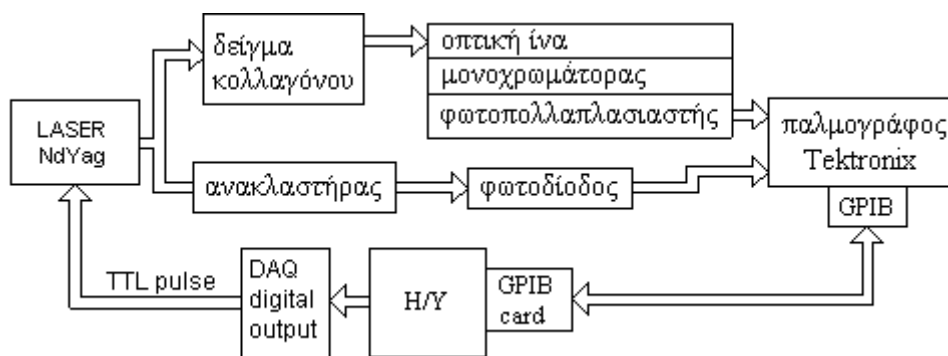 δείγμα
κολλαγόνου
οπτική ίνα
μονοχρωμάτορας
φωτοπολλαπλασιαστής
LASER
NdYag
παλμογράφος
Tektronix
GPIB
ανακλαστήρας
φωτοδίοδος
TTL pulse
DAQ
digital
output
Η/Υ
GPIB
card